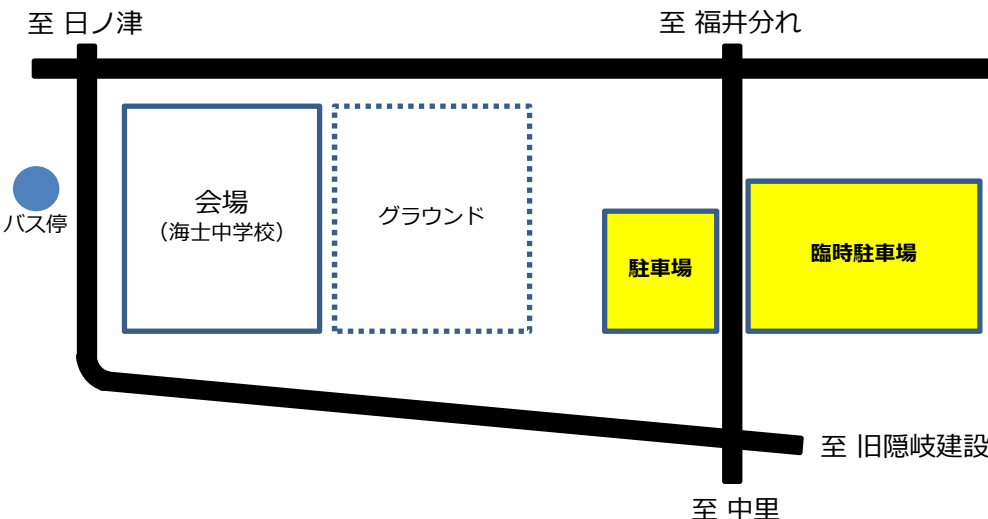 至 日ノ津
至 福井分れ
バス停
会場
（海士中学校）
グラウンド
駐車場
臨時駐車場
至 旧隠岐建設
至 中里